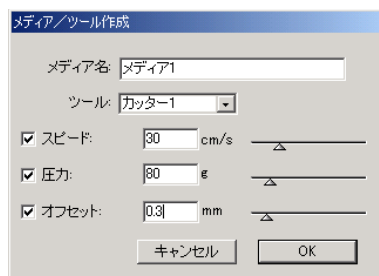 メディア／ツール作成
メディア名: メディア1
ツール: カッター1
スピード: 30 cm/s
圧力: 80 g
オフセット: 0.3 mm
キャンセル OK